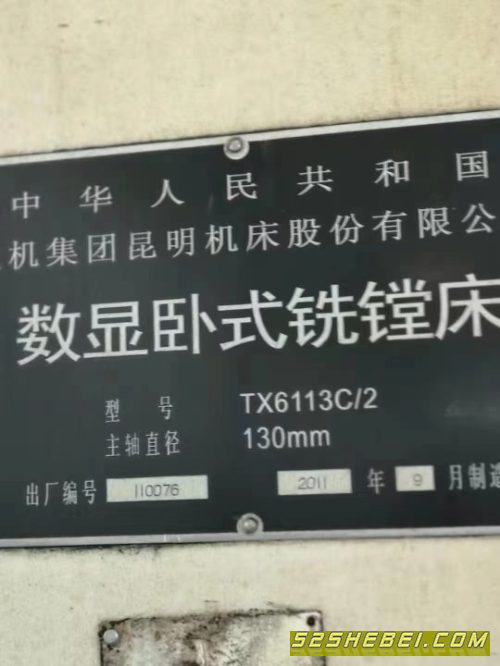 中华人民共和国
机集团昆明机床股份有限公
数显卧式铣镗床
型号 TX6113C/2
主轴直径 130mm
出厂编号 110076 2011 年 9 月制造
52SHEBEI.COM